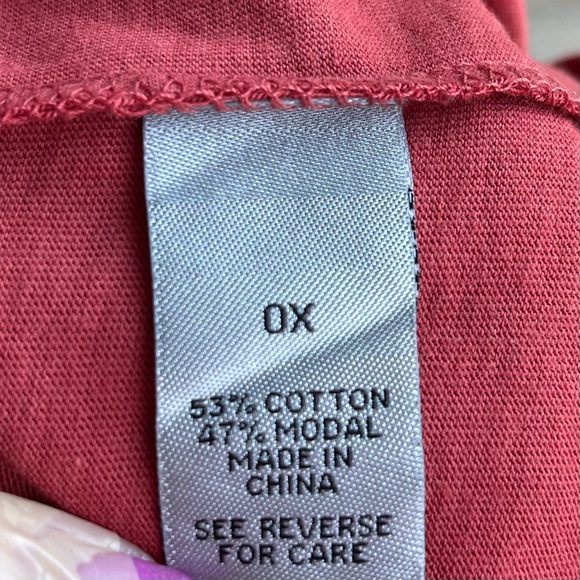 0X
53% COTTON
47% MODAL
MADE IN
CHINA
SEE REVERSE
FOR CARE